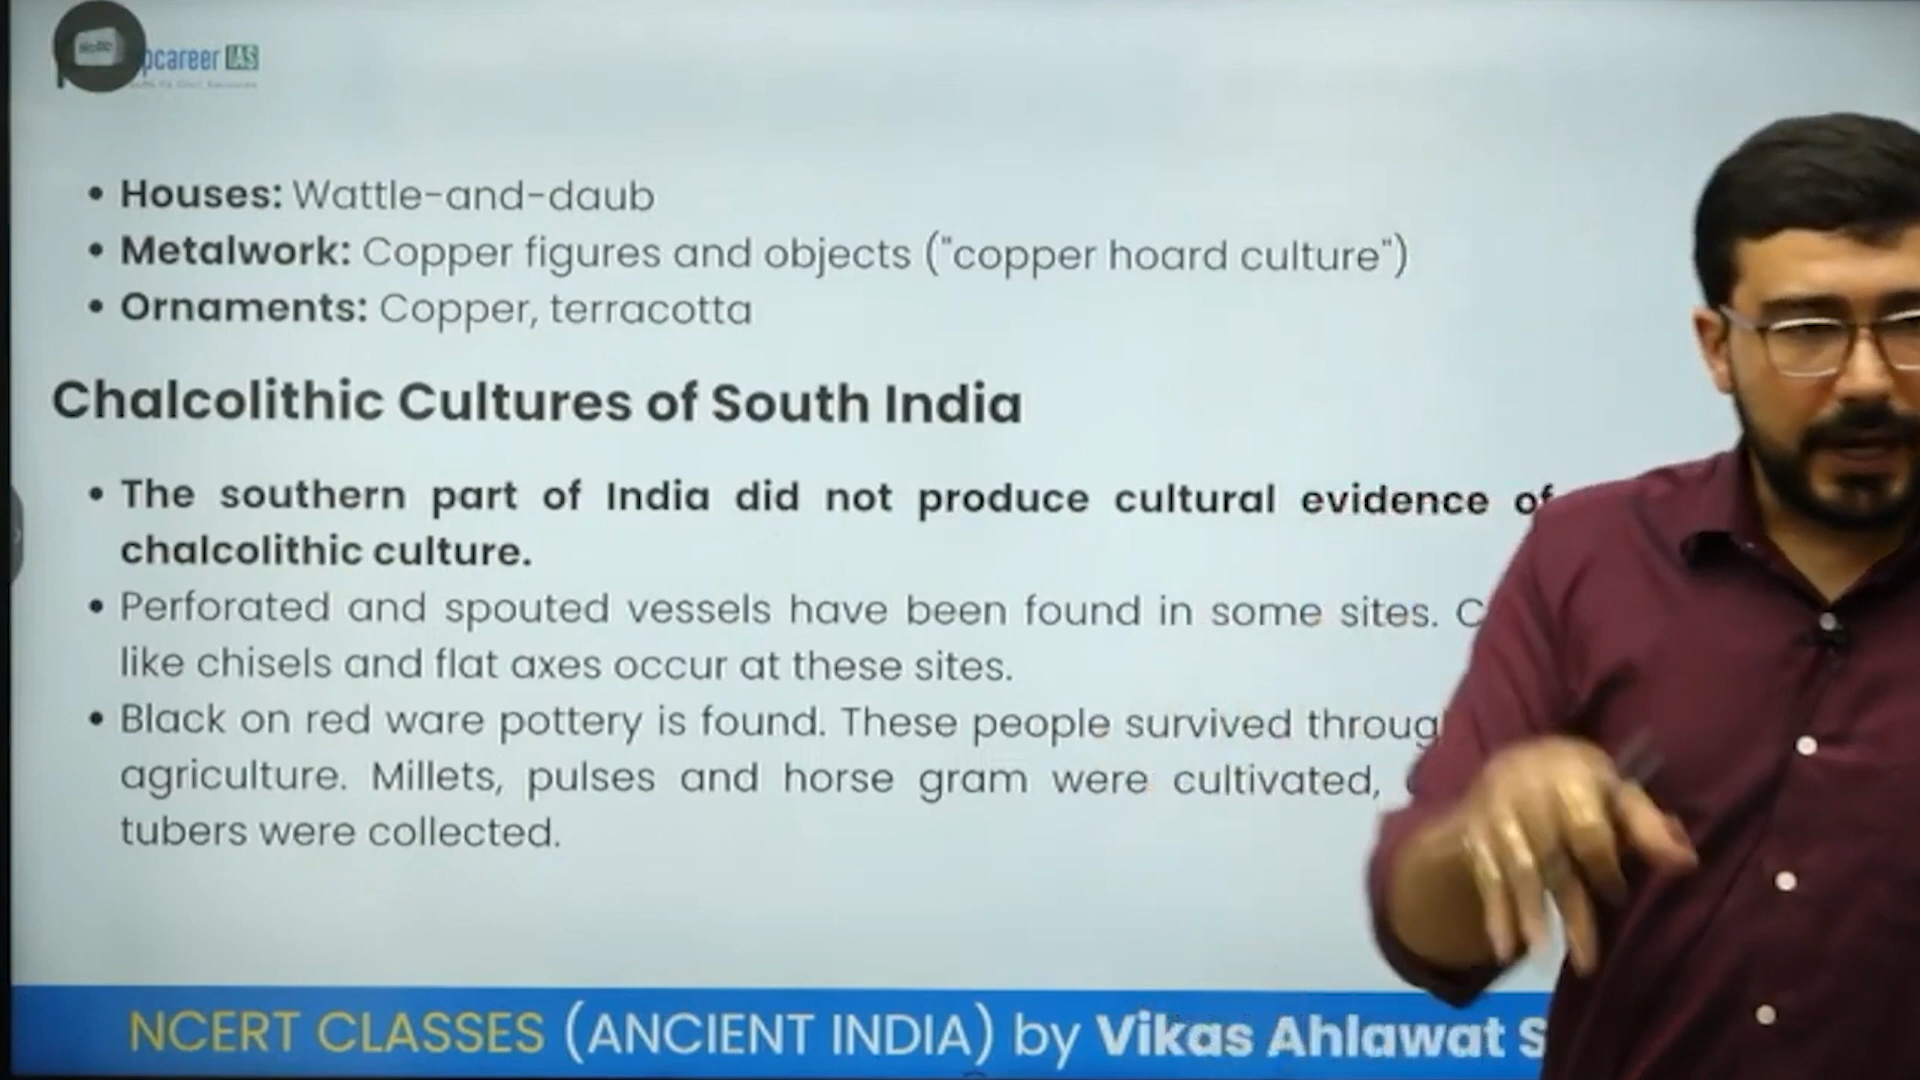 pcareer IAS
• Houses: Wattle-and-daub
• Metalwork: Copper figures and objects ("copper hoard culture")
• Ornaments: Copper, terracotta
Chalcolithic Cultures of South India
• The southern part of India did not produce cultural evidence of
chalcolithic culture.
• Perforated and spouted vessels have been found in some sites. C
like chisels and flat axes occur at these sites.
• Black on red ware pottery is found. These people survived throug
agriculture. Millets, pulses and horse gram were cultivated,
tubers were collected.
NCERT CLASSES (ANCIENT INDIA) by Vikas Ahlawat S